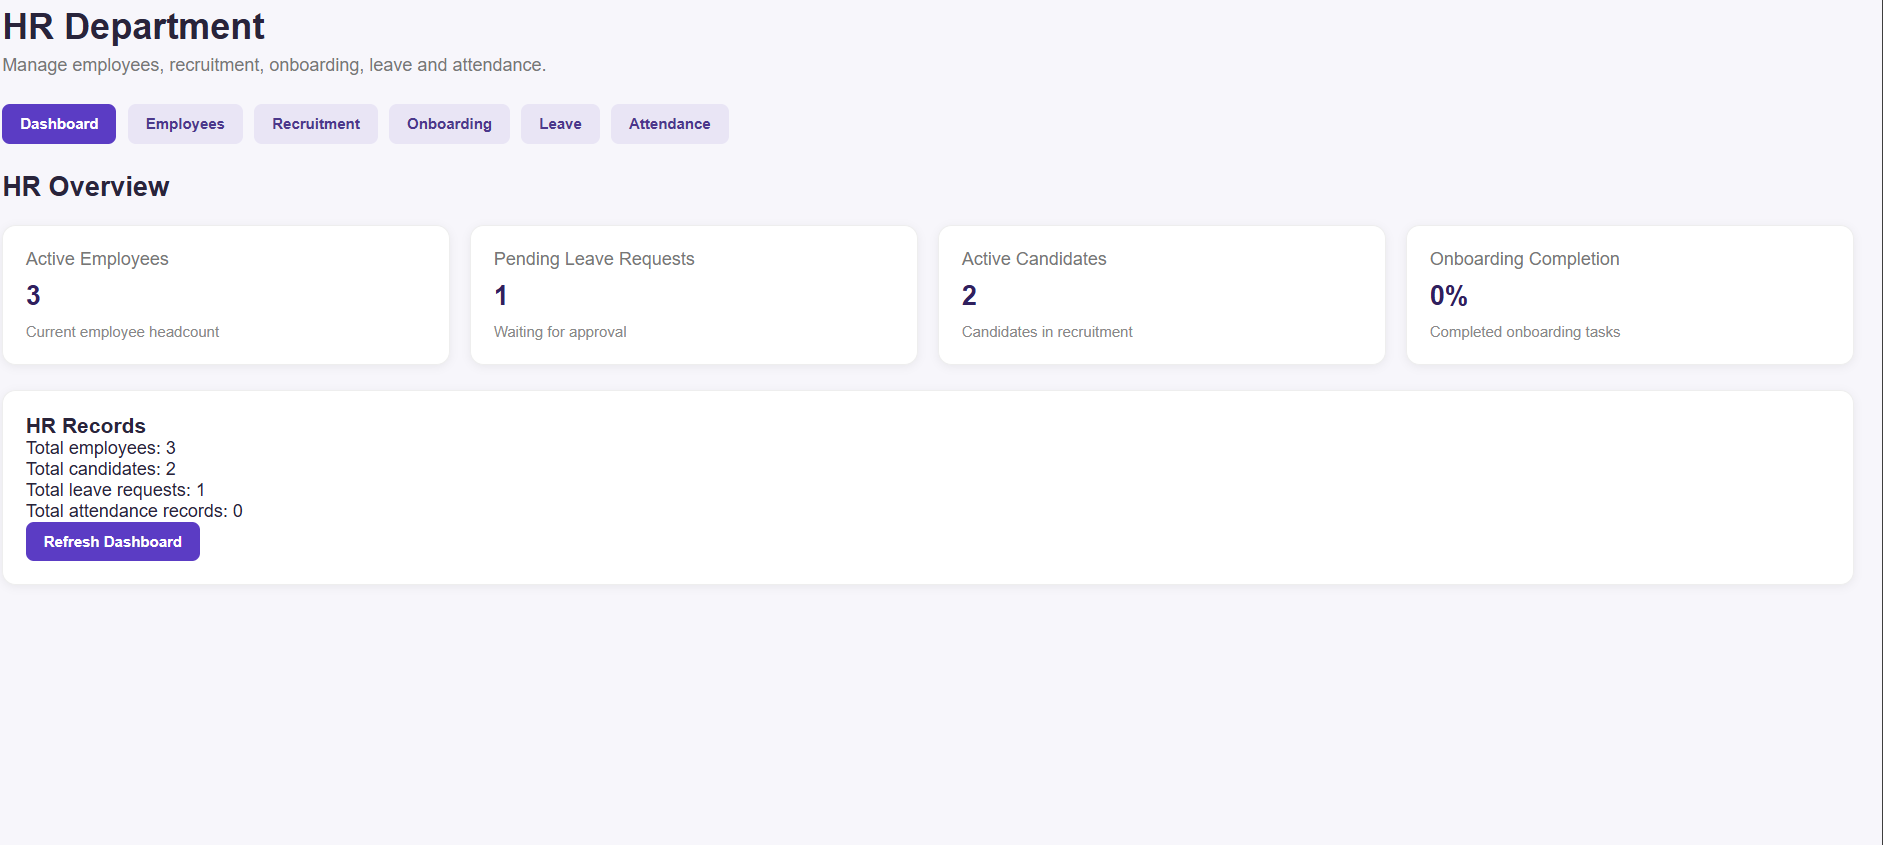 HR Department
Manage employees, recruitment, onboarding, leave and attendance.
Dashboard Employees Recruitment Onboarding Leave Attendance
HR Overview
Active Employees
3
Current employee headcount
Pending Leave Requests
1
Waiting for approval
Active Candidates
2
Candidates in recruitment
Onboarding Completion
0%
Completed onboarding tasks
HR Records
Total employees: 3
Total candidates: 2
Total leave requests: 1
Total attendance records: 0
Refresh Dashboard